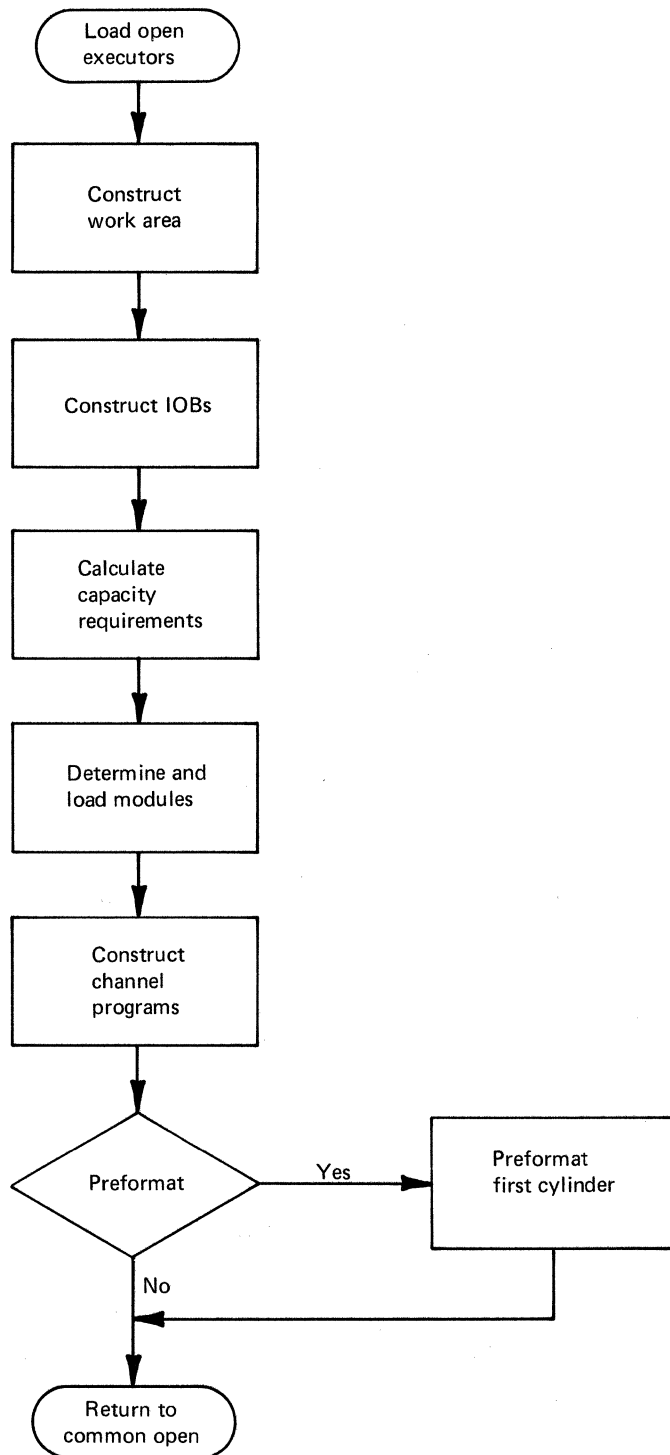 Load open
executors
Construct
work area
Construct IOBs
Calculate
capacity
requirements
Determine and
load modules
Construct
channel
programs
Preformat
Yes
Preformat
first cylinder
No
Return to
common open